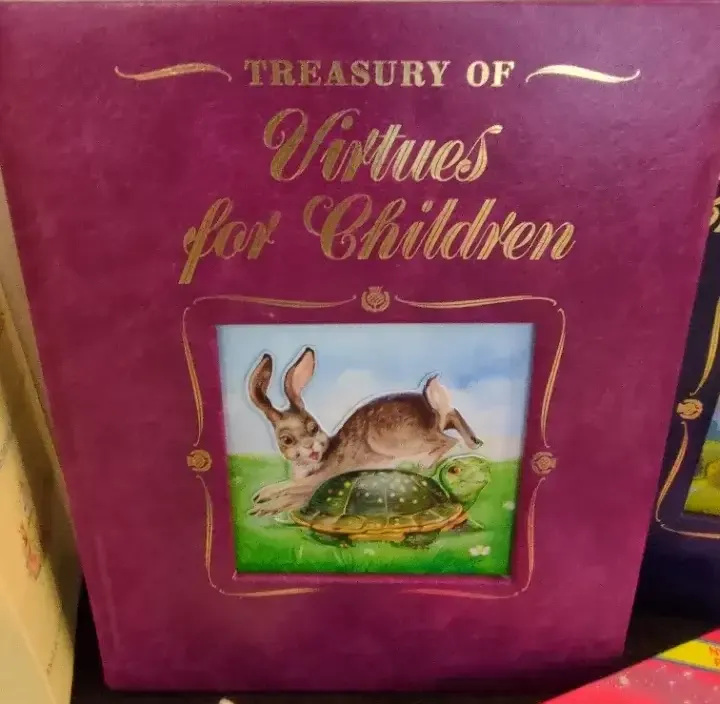 TREASURY OF
Virtues
for Children